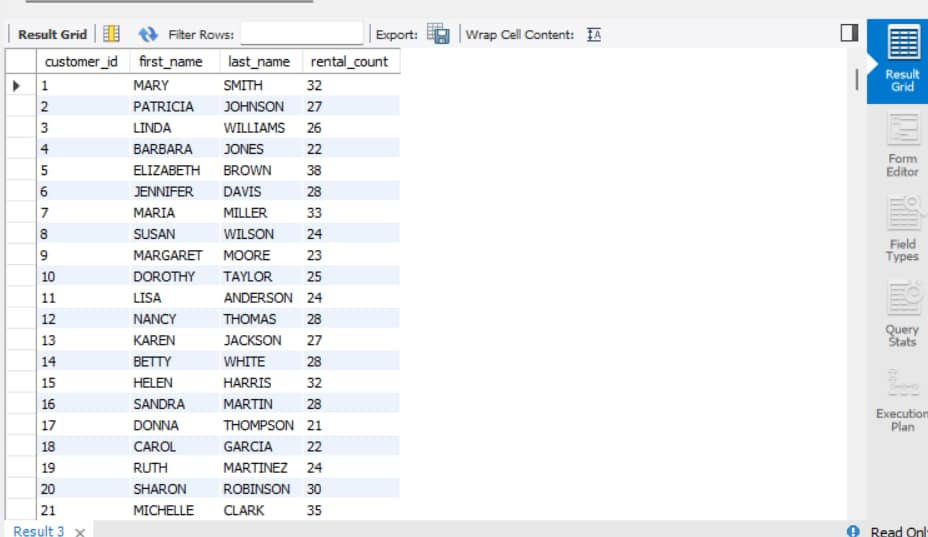 Result Grid Filter Rows: Export: Wrap Cell Content:
customer_id first_name last_name rental_count
1 MARY SMITH 32
2 PATRICIA JOHNSON 27
3 LINDA WILLIAMS 26
4 BARBARA JONES 22
5 ELIZABETH BROWN 38
6 JENNIFER DAVIS 28
7 MARIA MILLER 33
8 SUSAN WILSON 24
9 MARGARET MOORE 23
10 DOROTHY TAYLOR 25
11 LISA ANDERSON 24
12 NANCY THOMAS 28
13 KAREN JACKSON 27
14 BETTY WHITE 28
15 HELEN HARRIS 32
16 SANDRA MARTIN 28
17 DONNA THOMPSON 21
18 CAROL GARCIA 22
19 RUTH MARTINEZ 24
20 SHARON ROBINSON 30
21 MICHELLE CLARK 35
Result
Grid
Form
Editor
Field
Types
Query
Stats
Execution
Plan
Result 3 Read Only